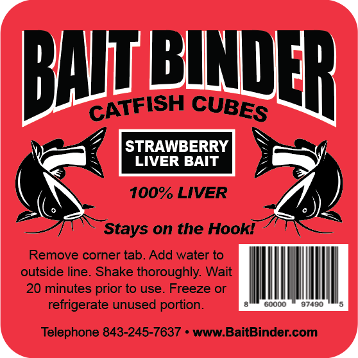 BAIT BINDER
CATFISH CUBES
STRAWBERRY
LIVER BAIT
100% LIVER
Stays on the Hook!
Remove corner tab. Add water to
outside line. Shake thoroughly. Wait
20 minutes prior to use. Freeze or
refrigerate unused portion.
8 60000 97490 5
Telephone 843-245-7637 • www.BaitBinder.com